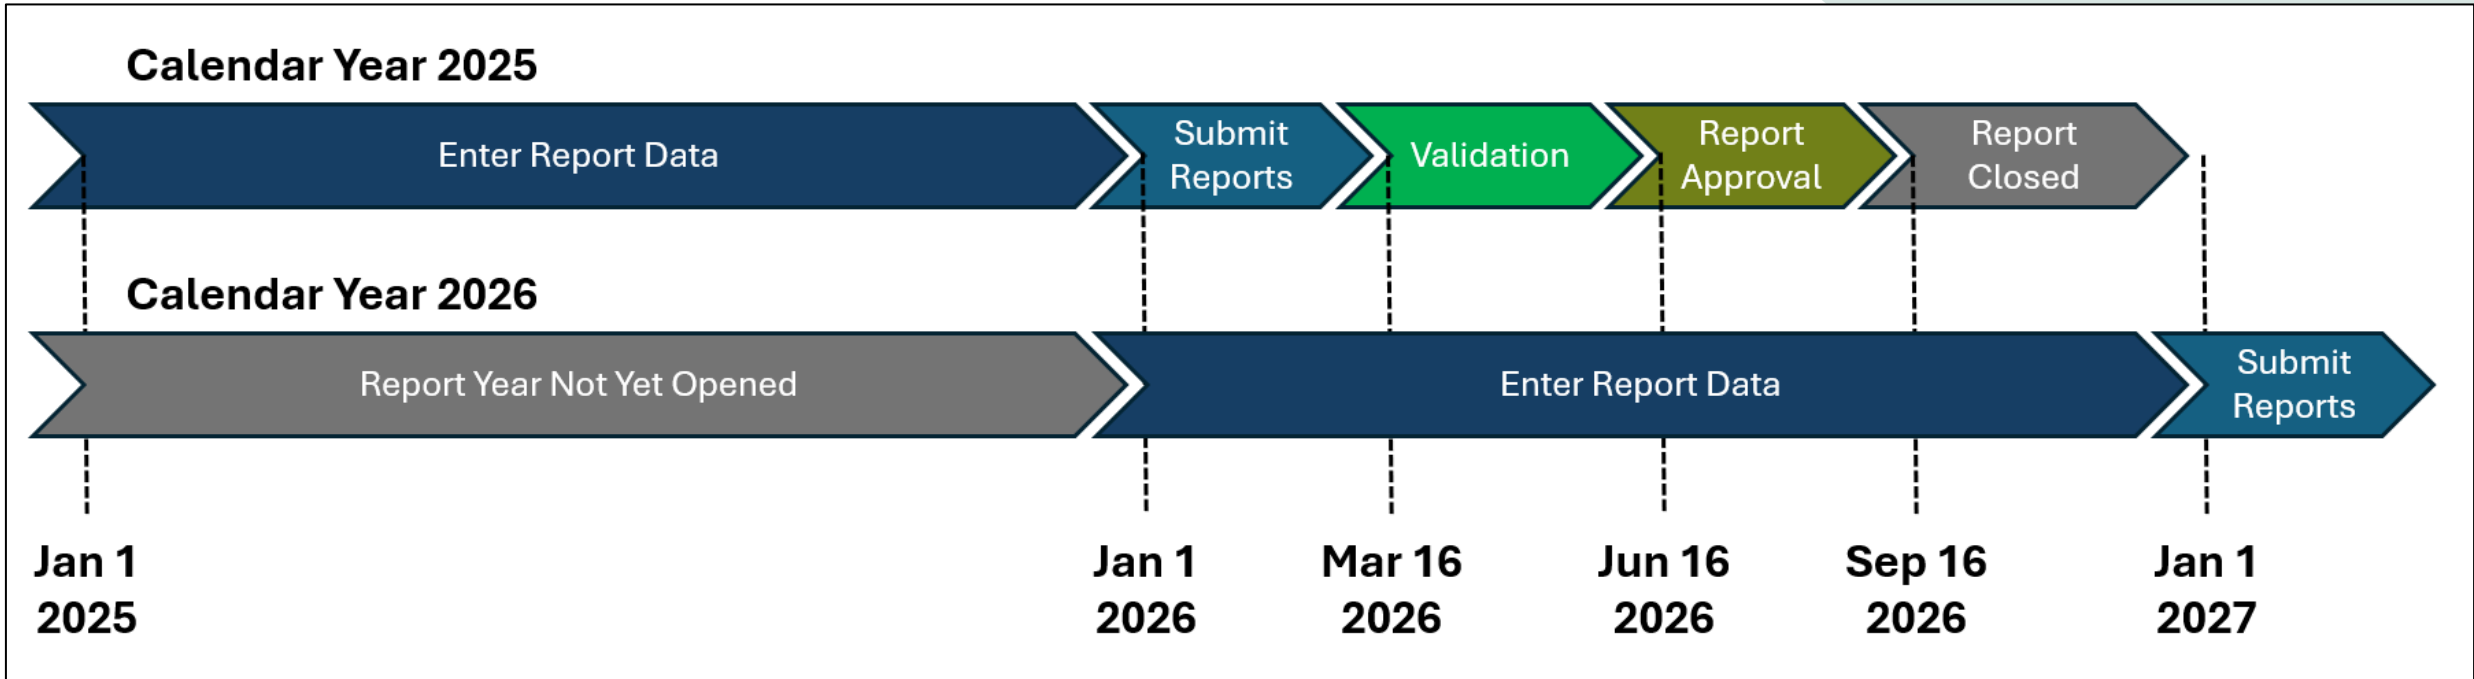 Calendar Year 2025
Enter Report Data
Submit
Reports
Validation
Report
Approval
Report
Closed
Calendar Year 2026
Report Year Not Yet Opened
Enter Report Data
Submit
Reports
Jan 1
2025
Jan 1
2026
Mar 16
2026
Jun 16
2026
Sep 16
2026
Jan 1
2027